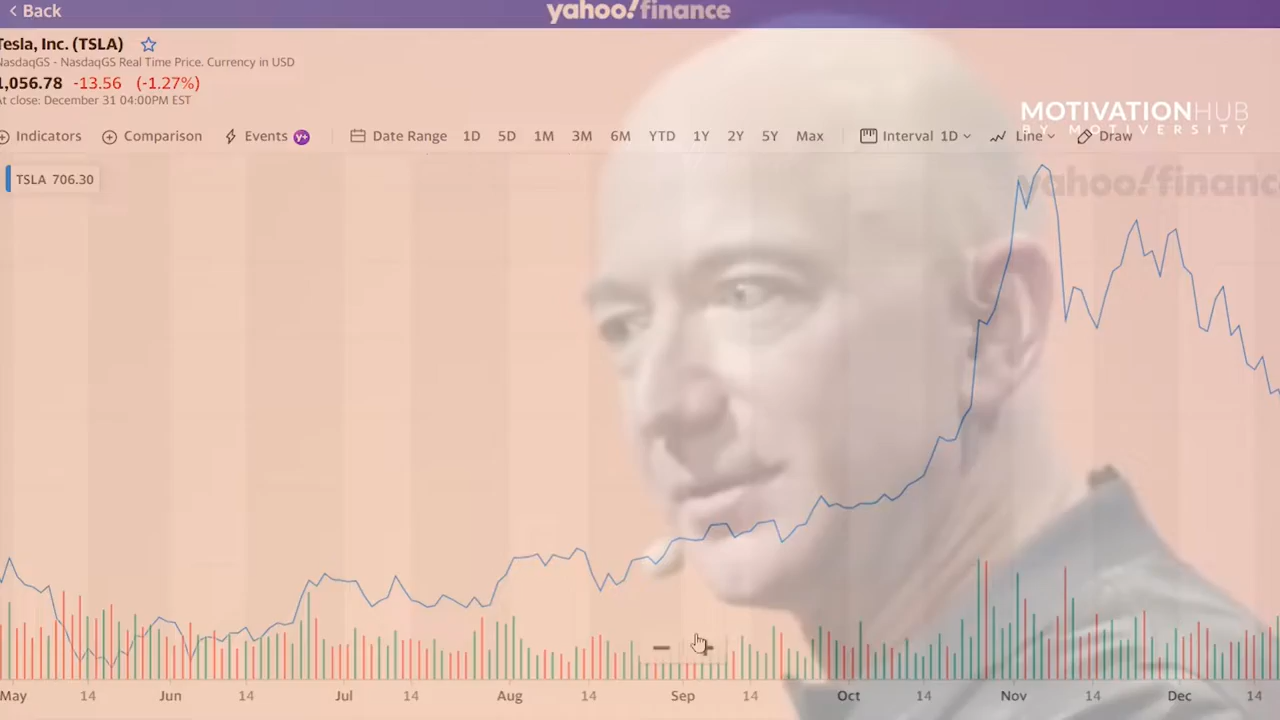 Back
yahoo!finance
Tesla, Inc. (TSLA)
NasdaqGS - NasdaqGS Real Time Price. Currency in USD
1,056.78 -13.56 (-1.27%)
At close: December 31 04:00PM EST
MOTIVATIONHUB
BY MOTIVERSITY
Indicators Comparison Events y+ Date Range 1D 5D 1M 3M 6M YTD 1Y 2Y 5Y Max Interval 1D Line Draw
TSLA 706.30
yahoo!finance
May 14 Jun 14 Jul 14 Aug 14 Sep 14 Oct 14 Nov 14 Dec 14